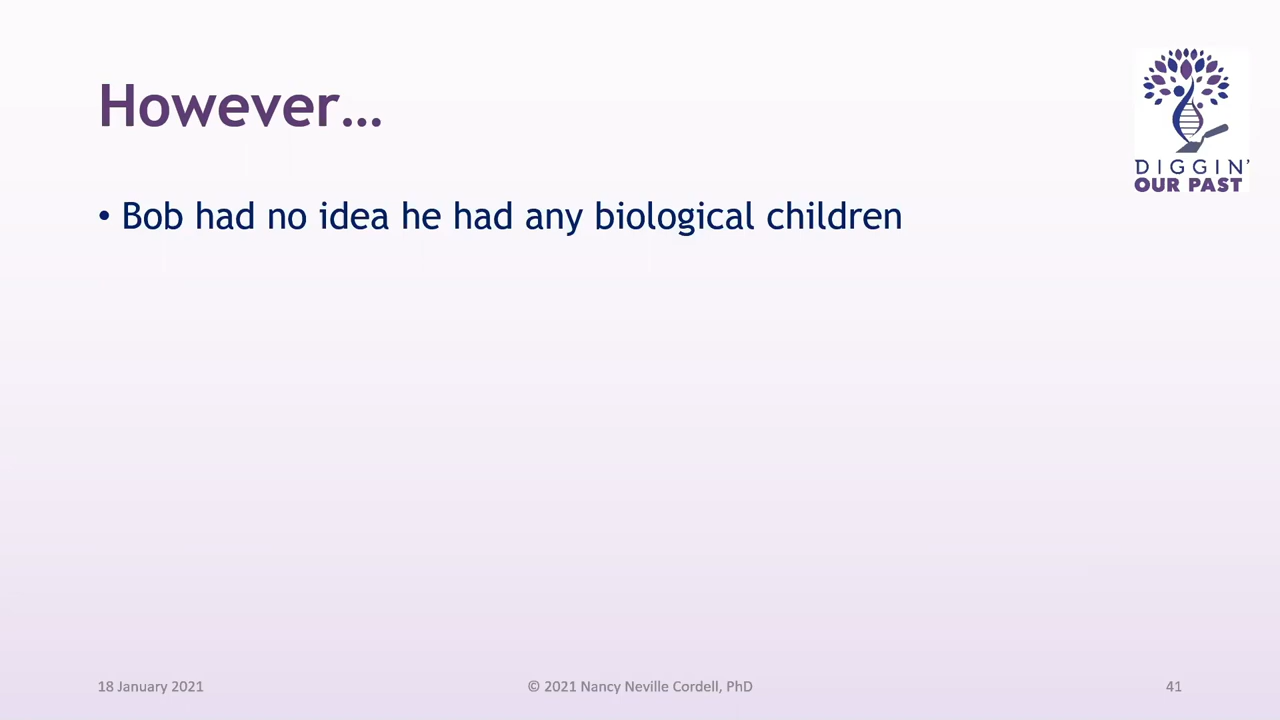 However…
DIGGIN'
OUR PAST
• Bob had no idea he had any biological children
18 January 2021
© 2021 Nancy Neville Cordell, PhD
41